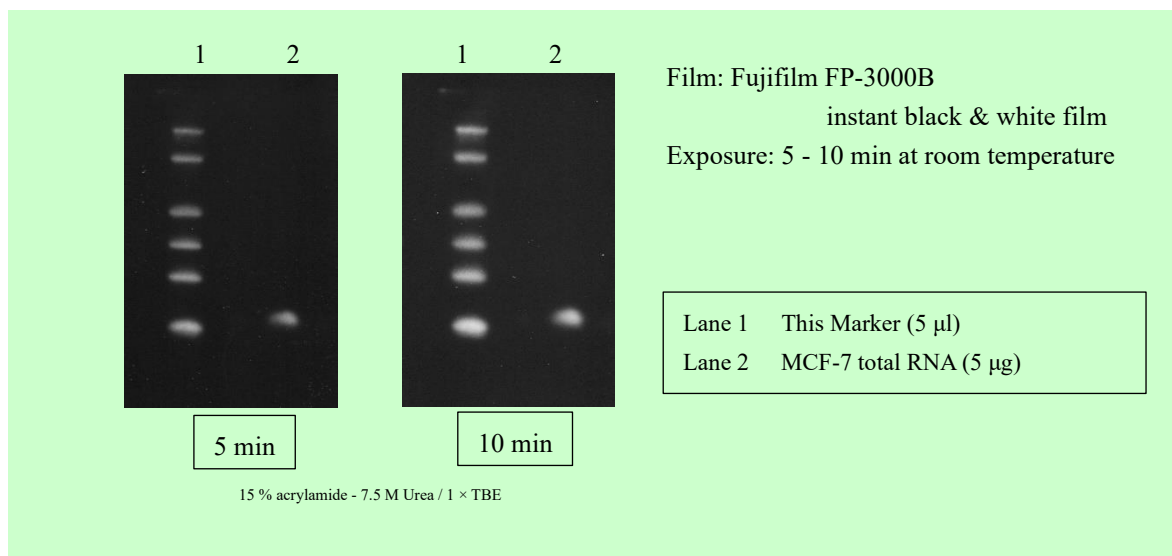 1 2
1 2
Film: Fujifilm FP-3000B
instant black & white film
Exposure: 5 - 10 min at room temperature
Lane 1 This Marker (5 μl)
Lane 2 MCF-7 total RNA (5 μg)
5 min
10 min
15 % acrylamide - 7.5 M Urea / 1 × TBE